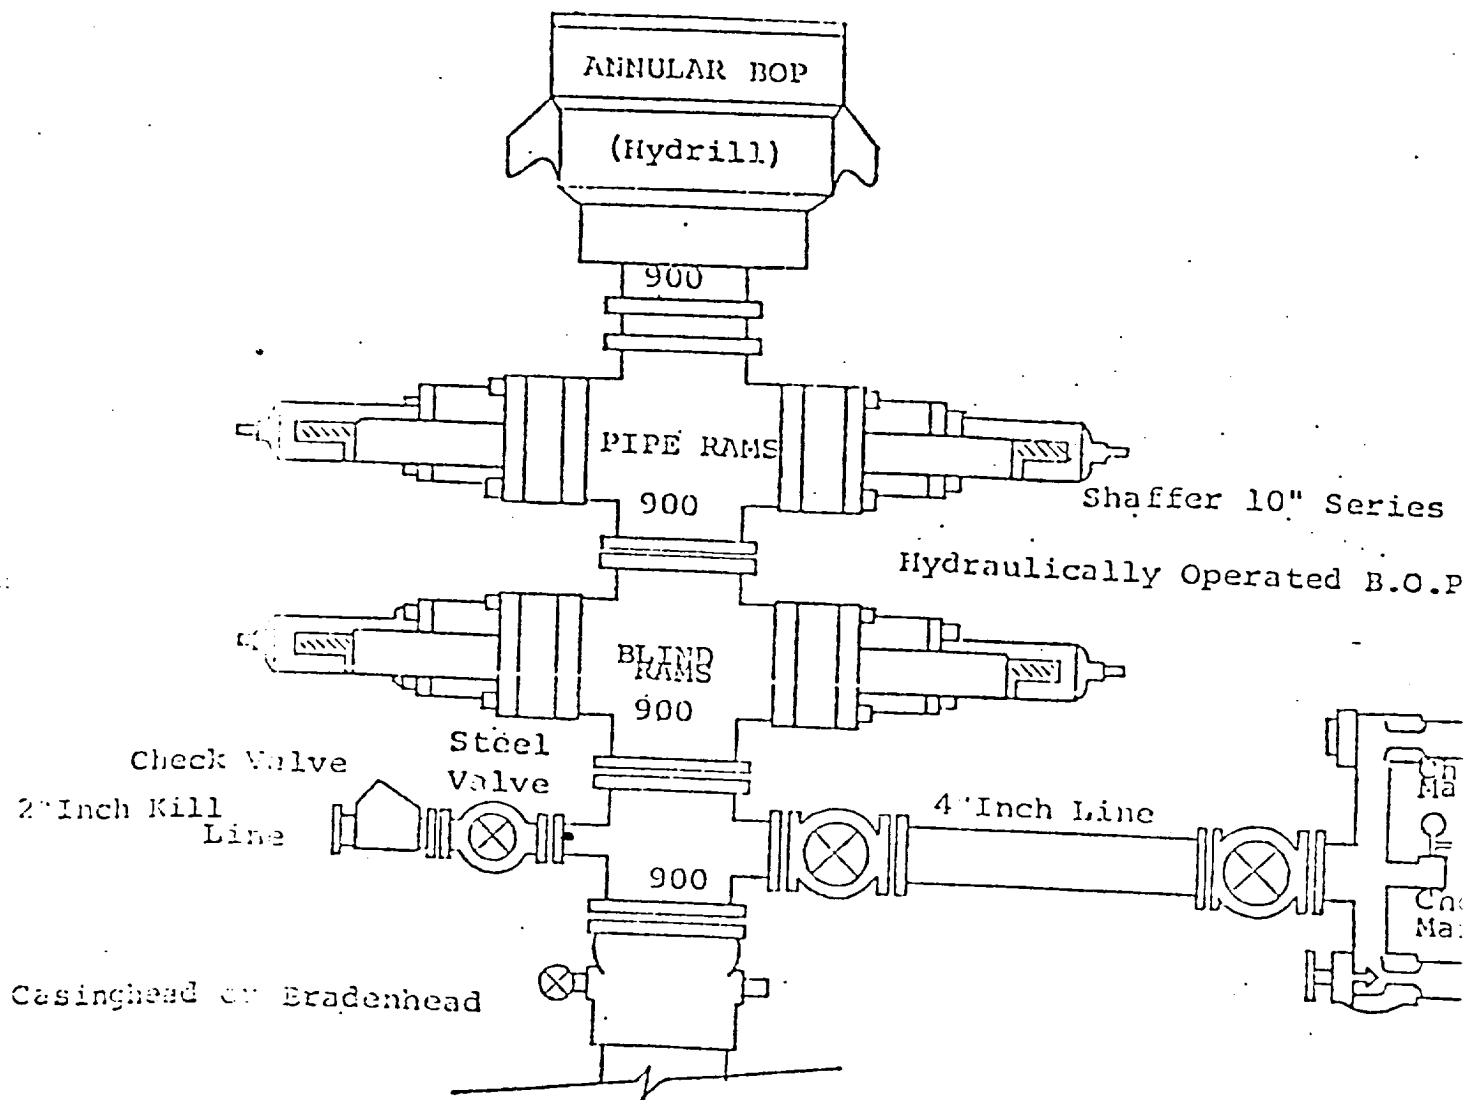 ANNULAR BOP
(Hydrill)
900
PIPE RAMS
900
Shaffer 10" Series
Hydraulically Operated B.O.P
BLIND
RAMS
900
Steel
Valve
Check Valve
2"Inch Kill
Line
4"Inch Line
900
Casinghead or Bradenhead